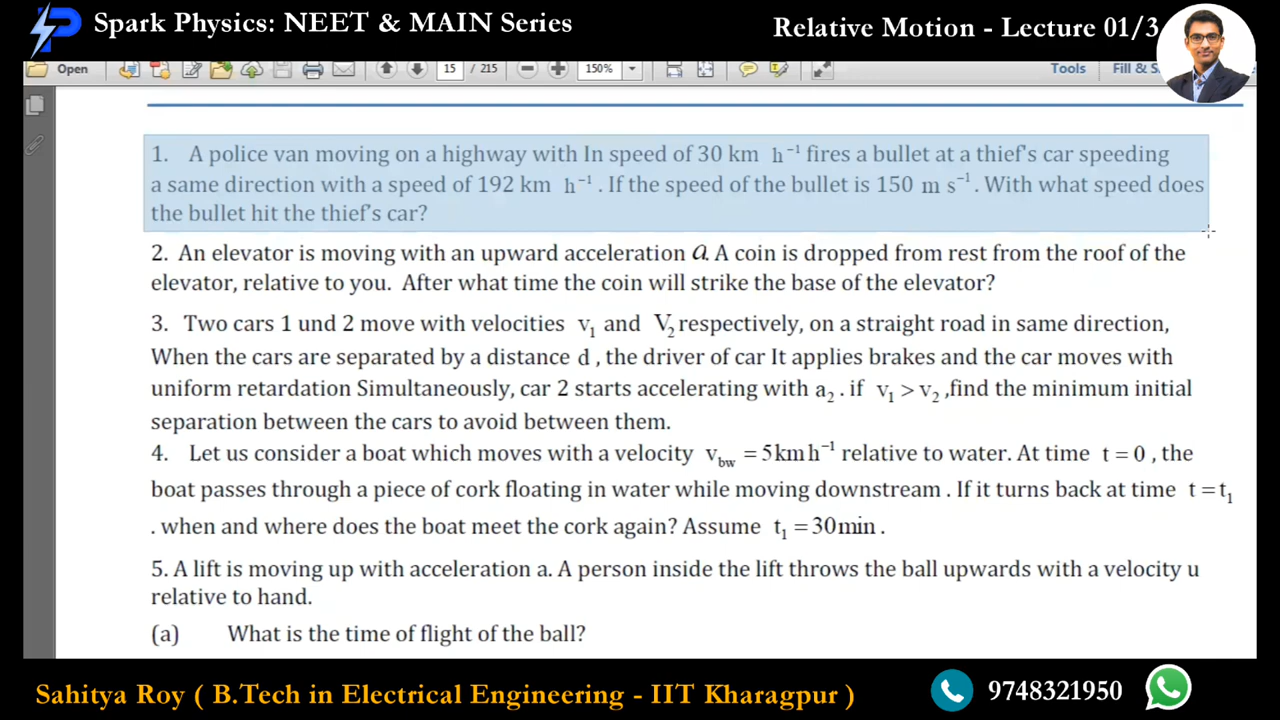 Spark Physics: NEET & MAIN Series
Relative Motion - Lecture 01/3
Open
15 / 215
150%
Tools
Fill & S
1. A police van moving on a highway with In speed of 30 km h⁻¹ fires a bullet at a thief's car speeding
a same direction with a speed of 192 km h⁻¹. If the speed of the bullet is 150 m s⁻¹. With what speed does
the bullet hit the thief's car?
2. An elevator is moving with an upward acceleration a. A coin is dropped from rest from the roof of the
elevator, relative to you. After what time the coin will strike the base of the elevator?
3. Two cars 1 und 2 move with velocities v₁ and V₂ respectively, on a straight road in same direction,
When the cars are separated by a distance d, the driver of car It applies brakes and the car moves with
uniform retardation Simultaneously, car 2 starts accelerating with a₂. if v₁ > v₂ ,find the minimum initial
separation between the cars to avoid between them.
4. Let us consider a boat which moves with a velocity v_bw = 5 km h⁻¹ relative to water. At time t = 0, the
boat passes through a piece of cork floating in water while moving downstream . If it turns back at time t = t₁
. when and where does the boat meet the cork again? Assume t₁ = 30 min .
5. A lift is moving up with acceleration a. A person inside the lift throws the ball upwards with a velocity u
relative to hand.
(a) What is the time of flight of the ball?
Sahitya Roy ( B.Tech in Electrical Engineering - IIT Kharagpur )
9748321950